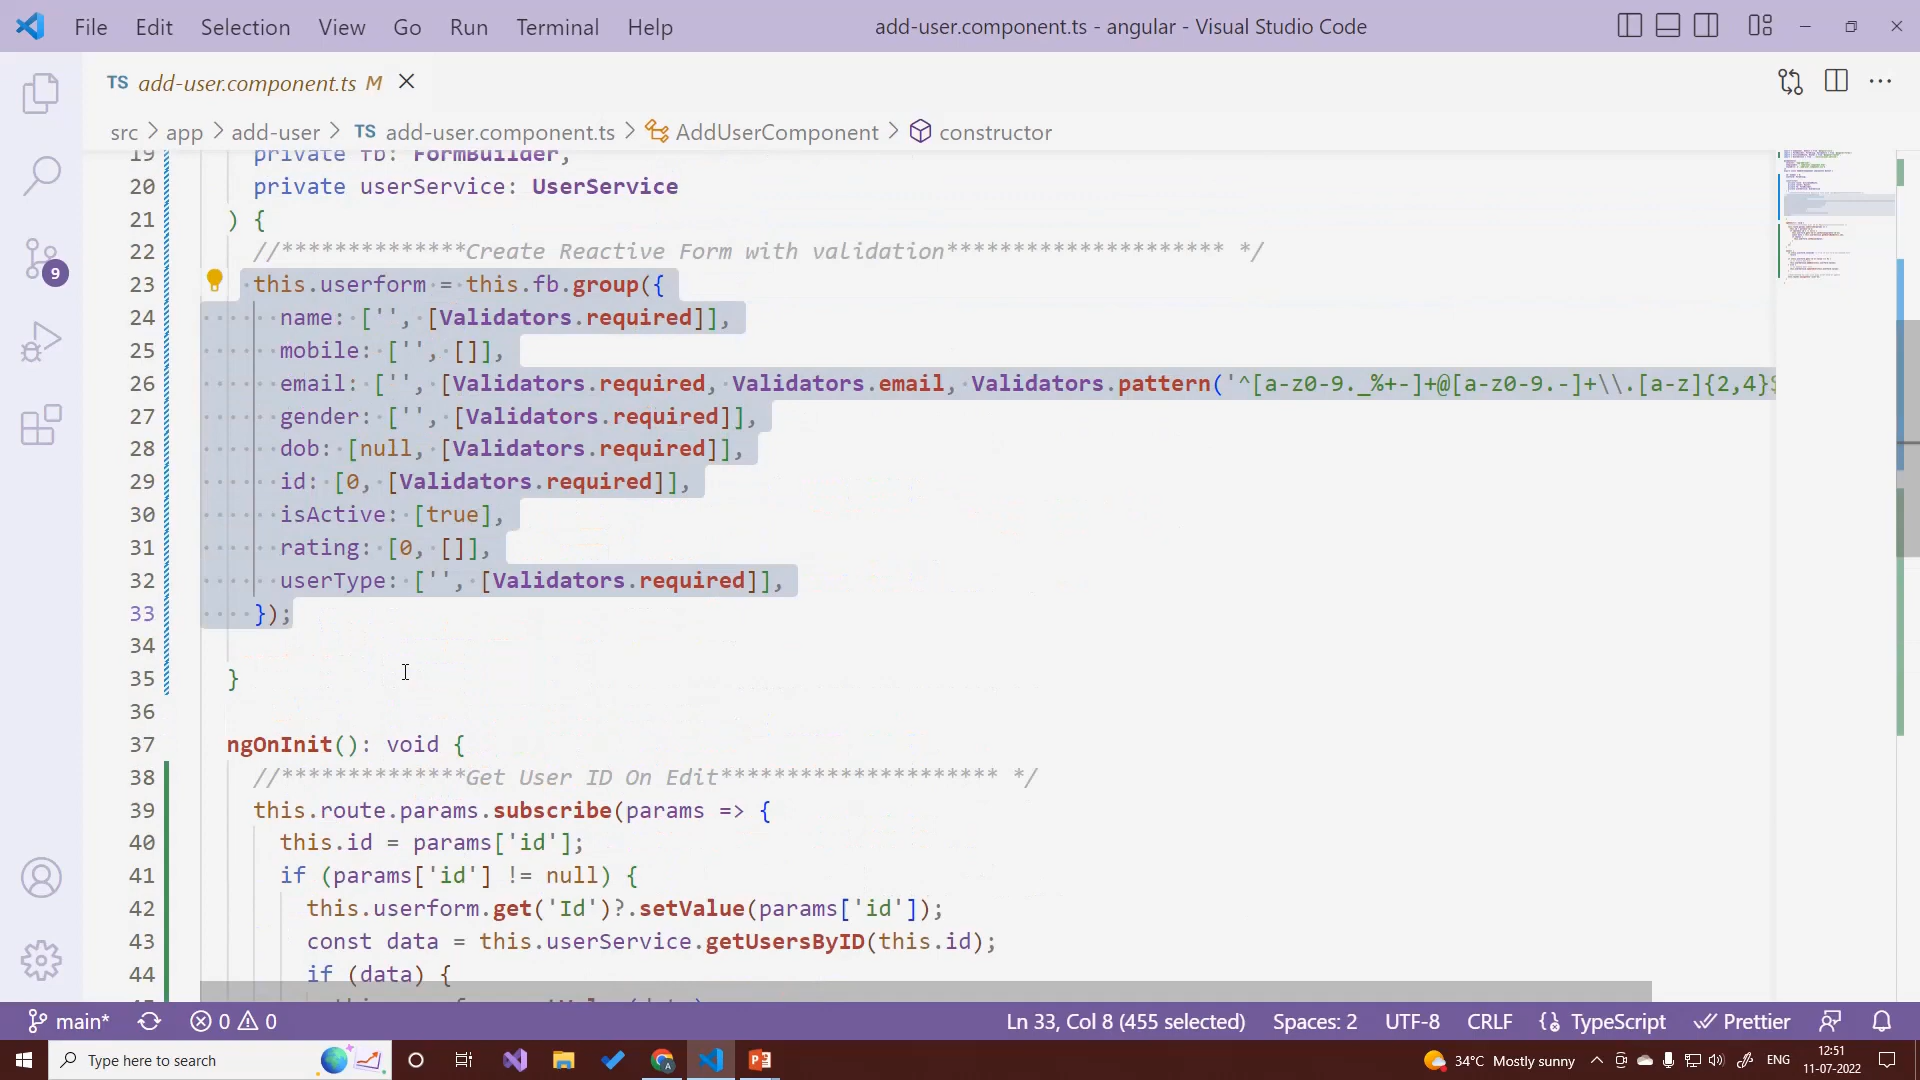 File Edit Selection View Go Run Terminal Help add-user.component.ts - angular - Visual Studio Code
TS add-user.component.ts M
src > app > add-user > TS add-user.component.ts > AddUserComponent > constructor
19 private fb: FormBuilder,
20 private userService: UserService
21 ) {
22 //**************Create Reactive Form with validation********************* */
23 this.userform = this.fb.group({
24 name: ['', [Validators.required]],
25 mobile: ['', []],
26 email: ['', [Validators.required, Validators.email, Validators.pattern('^[a-z0-9._%+-]+@[a-z0-9.-]+\\.[a-z]{2,4}$
27 gender: ['', [Validators.required]],
28 dob: [null, [Validators.required]],
29 id: [0, [Validators.required]],
30 isActive: [true],
31 rating: [0, []],
32 userType: ['', [Validators.required]],
33 });
34
35 }
36
37 ngOnInit(): void {
38 //**************Get User ID On Edit********************* */
39 this.route.params.subscribe(params => {
40 this.id = params['id'];
41 if (params['id'] != null) {
42 this.userform.get('Id')?.setValue(params['id']);
43 const data = this.userService.getUsersByID(this.id);
44 if (data) {
9
main* 0 0 Ln 33, Col 8 (455 selected) Spaces: 2 UTF-8 CRLF TypeScript Prettier
Type here to search 34°C Mostly sunny ENG 12:51
11-07-2022